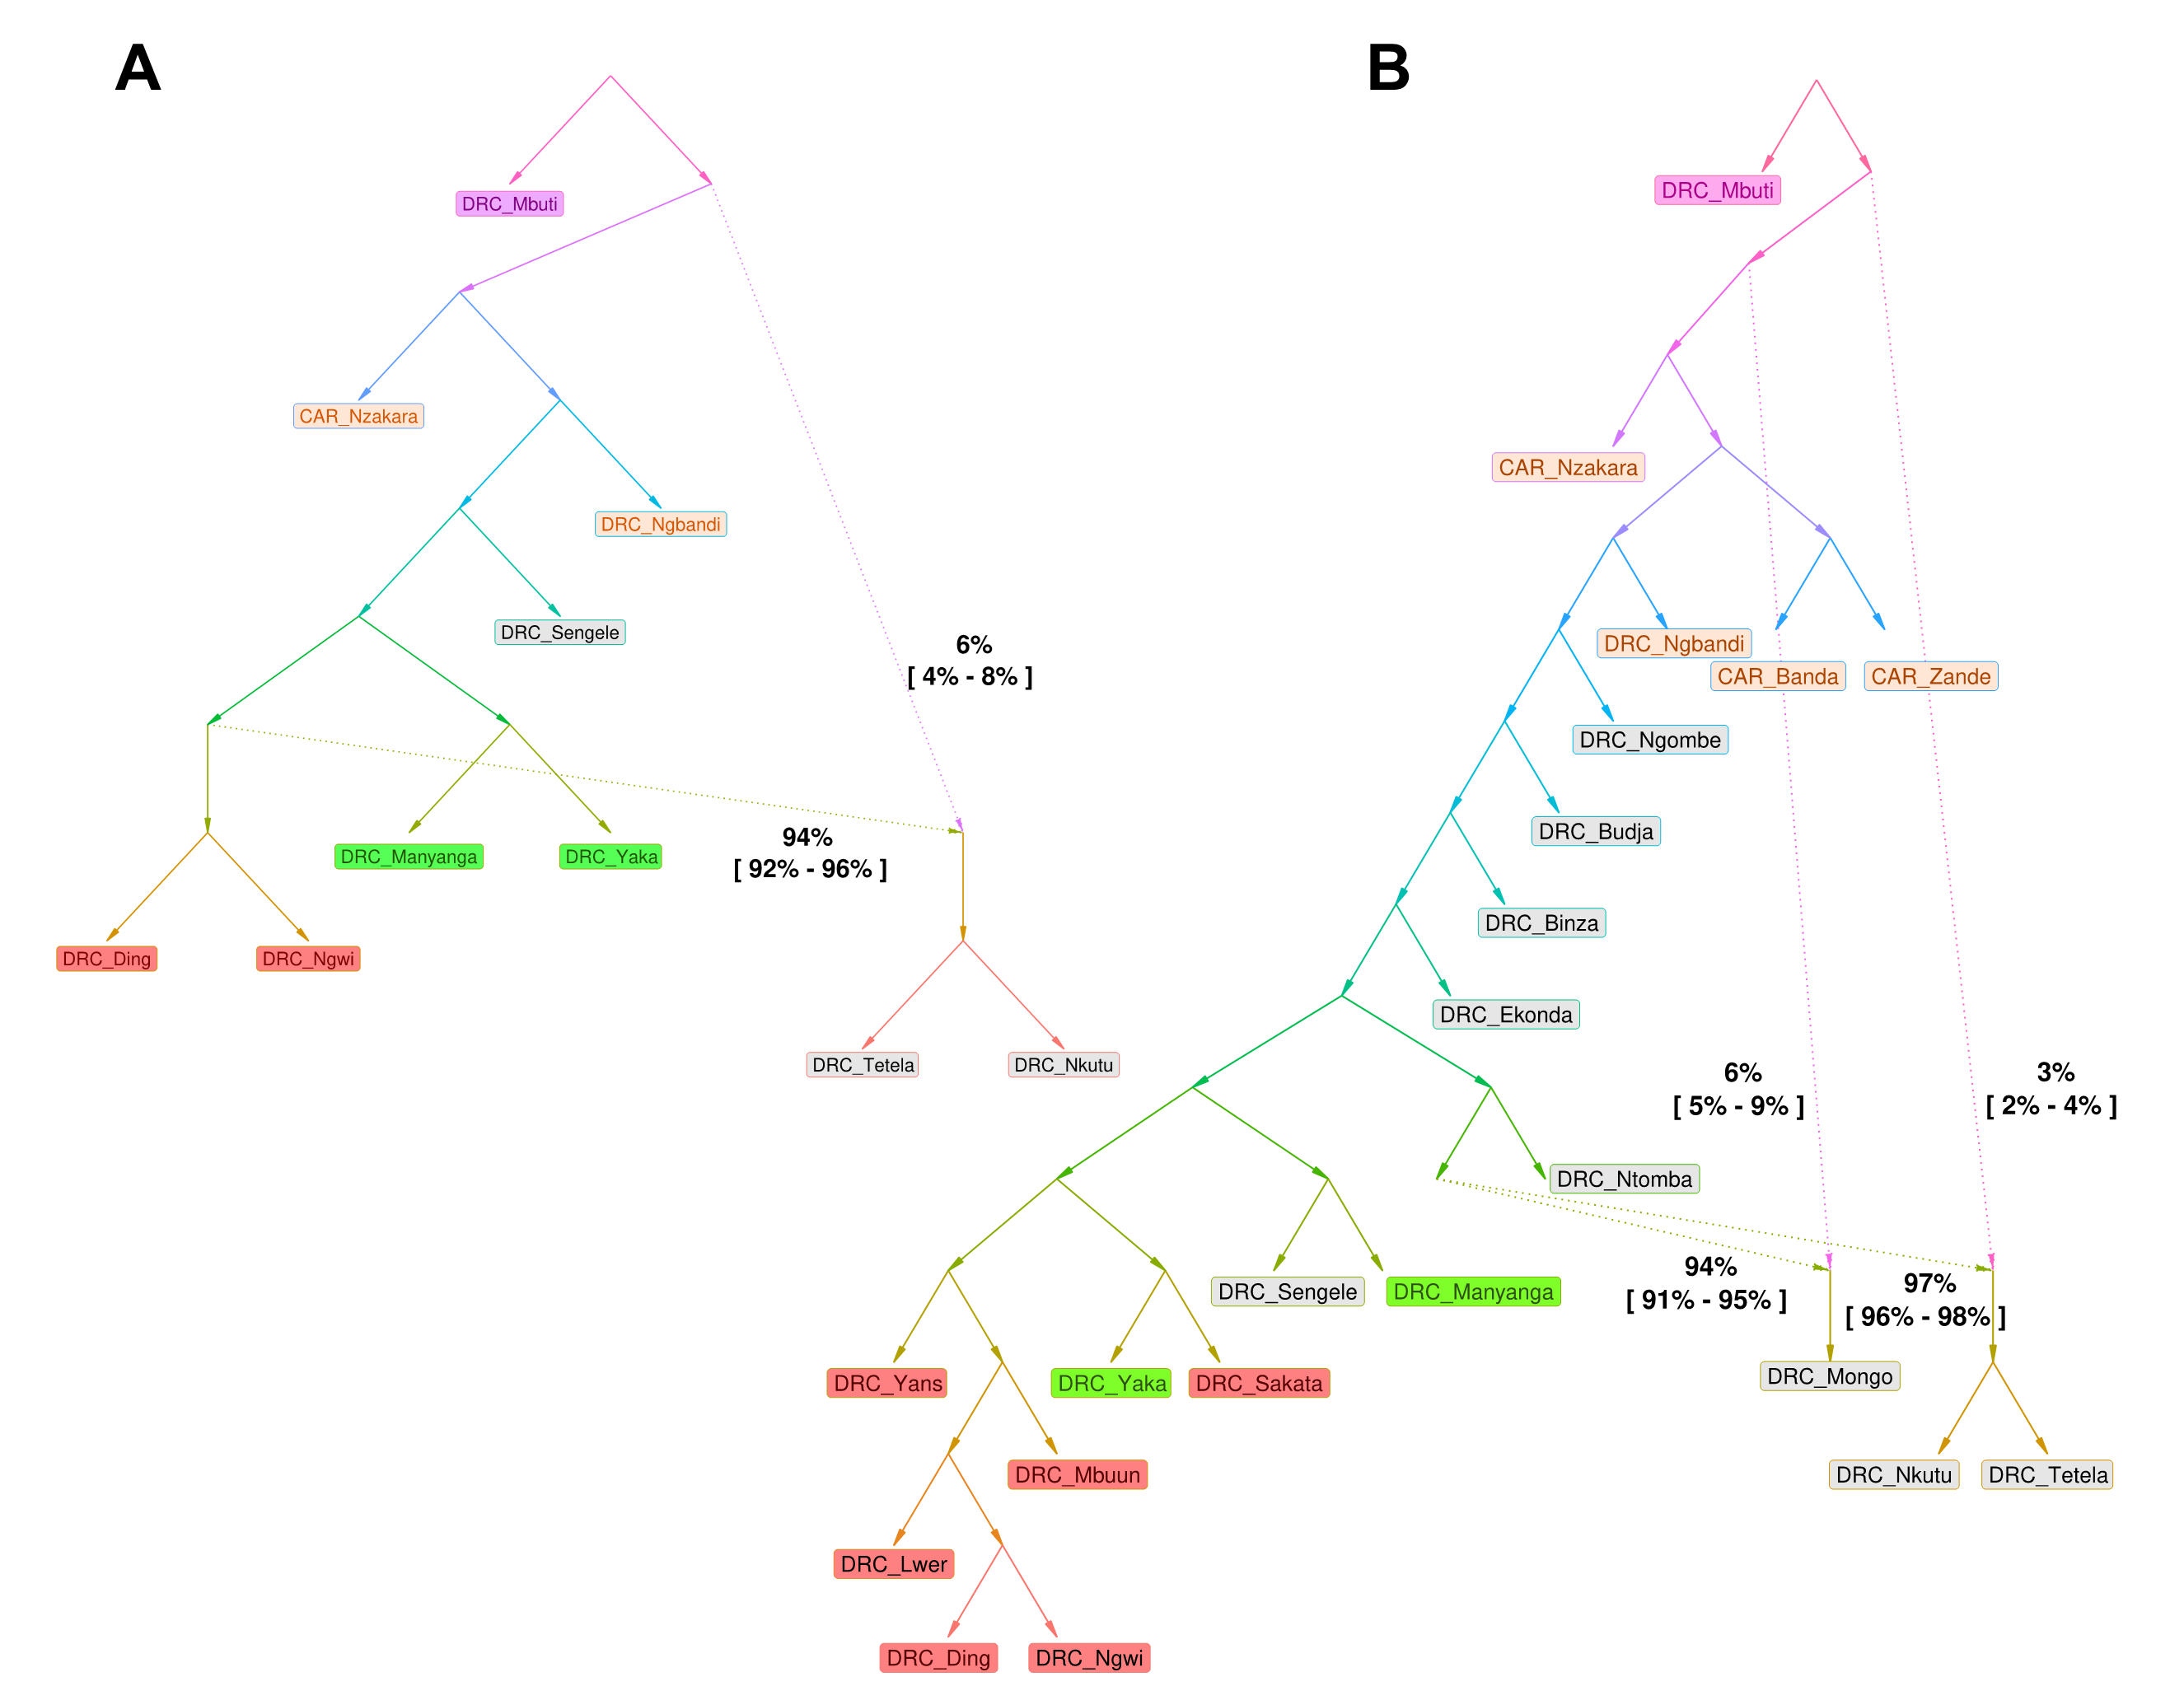 A
DRC_Mbuti
CAR_Nzakara
DRC_Ngbandi
DRC_Sengele
6%
[ 4% - 8% ]
94%
[ 92% - 96% ]
DRC_Manyanga
DRC_Yaka
DRC_Ding
DRC_Ngwi
DRC_Tetela
DRC_Nkutu
B
DRC_Mbuti
CAR_Nzakara
DRC_Ngbandi
CAR_Banda
CAR_Zande
DRC_Ngombe
DRC_Budja
DRC_Binza
DRC_Ekonda
6%
[ 5% - 9% ]
3%
[ 2% - 4% ]
DRC_Ntomba
94%
[ 91% - 95% ]
97%
[ 96% - 98% ]
DRC_Sengele
DRC_Manyanga
DRC_Yans
DRC_Yaka
DRC_Sakata
DRC_Mongo
DRC_Mbuun
DRC_Nkutu
DRC_Tetela
DRC_Lwer
DRC_Ding
DRC_Ngwi